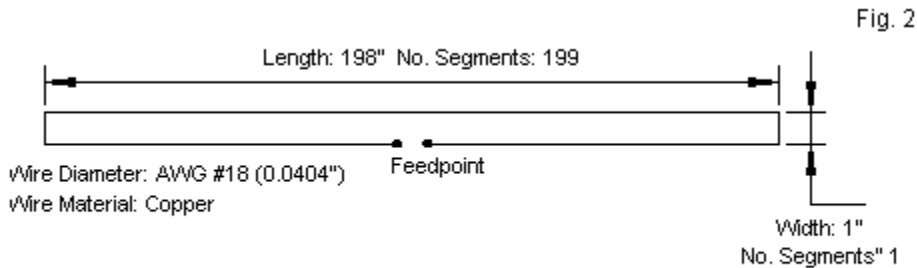 Fig. 2
Length: 198" No. Segments: 199
Feedpoint
Wire Diameter: AWG #18 (0.0404")
Wire Material: Copper
Width: 1"
No. Segments" 1